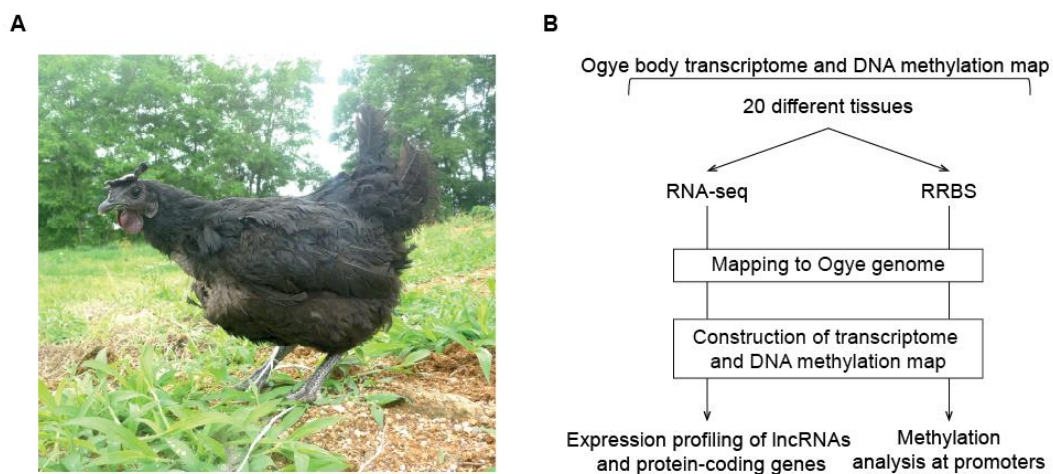 A
B
Ogye body transcriptome and DNA methylation map
20 different tissues
RNA-seq
RRBS
Mapping to Ogye genome
Construction of transcriptome
and DNA methylation map
Expression profiling of lncRNAs
and protein-coding genes
Methylation
analysis at promoters